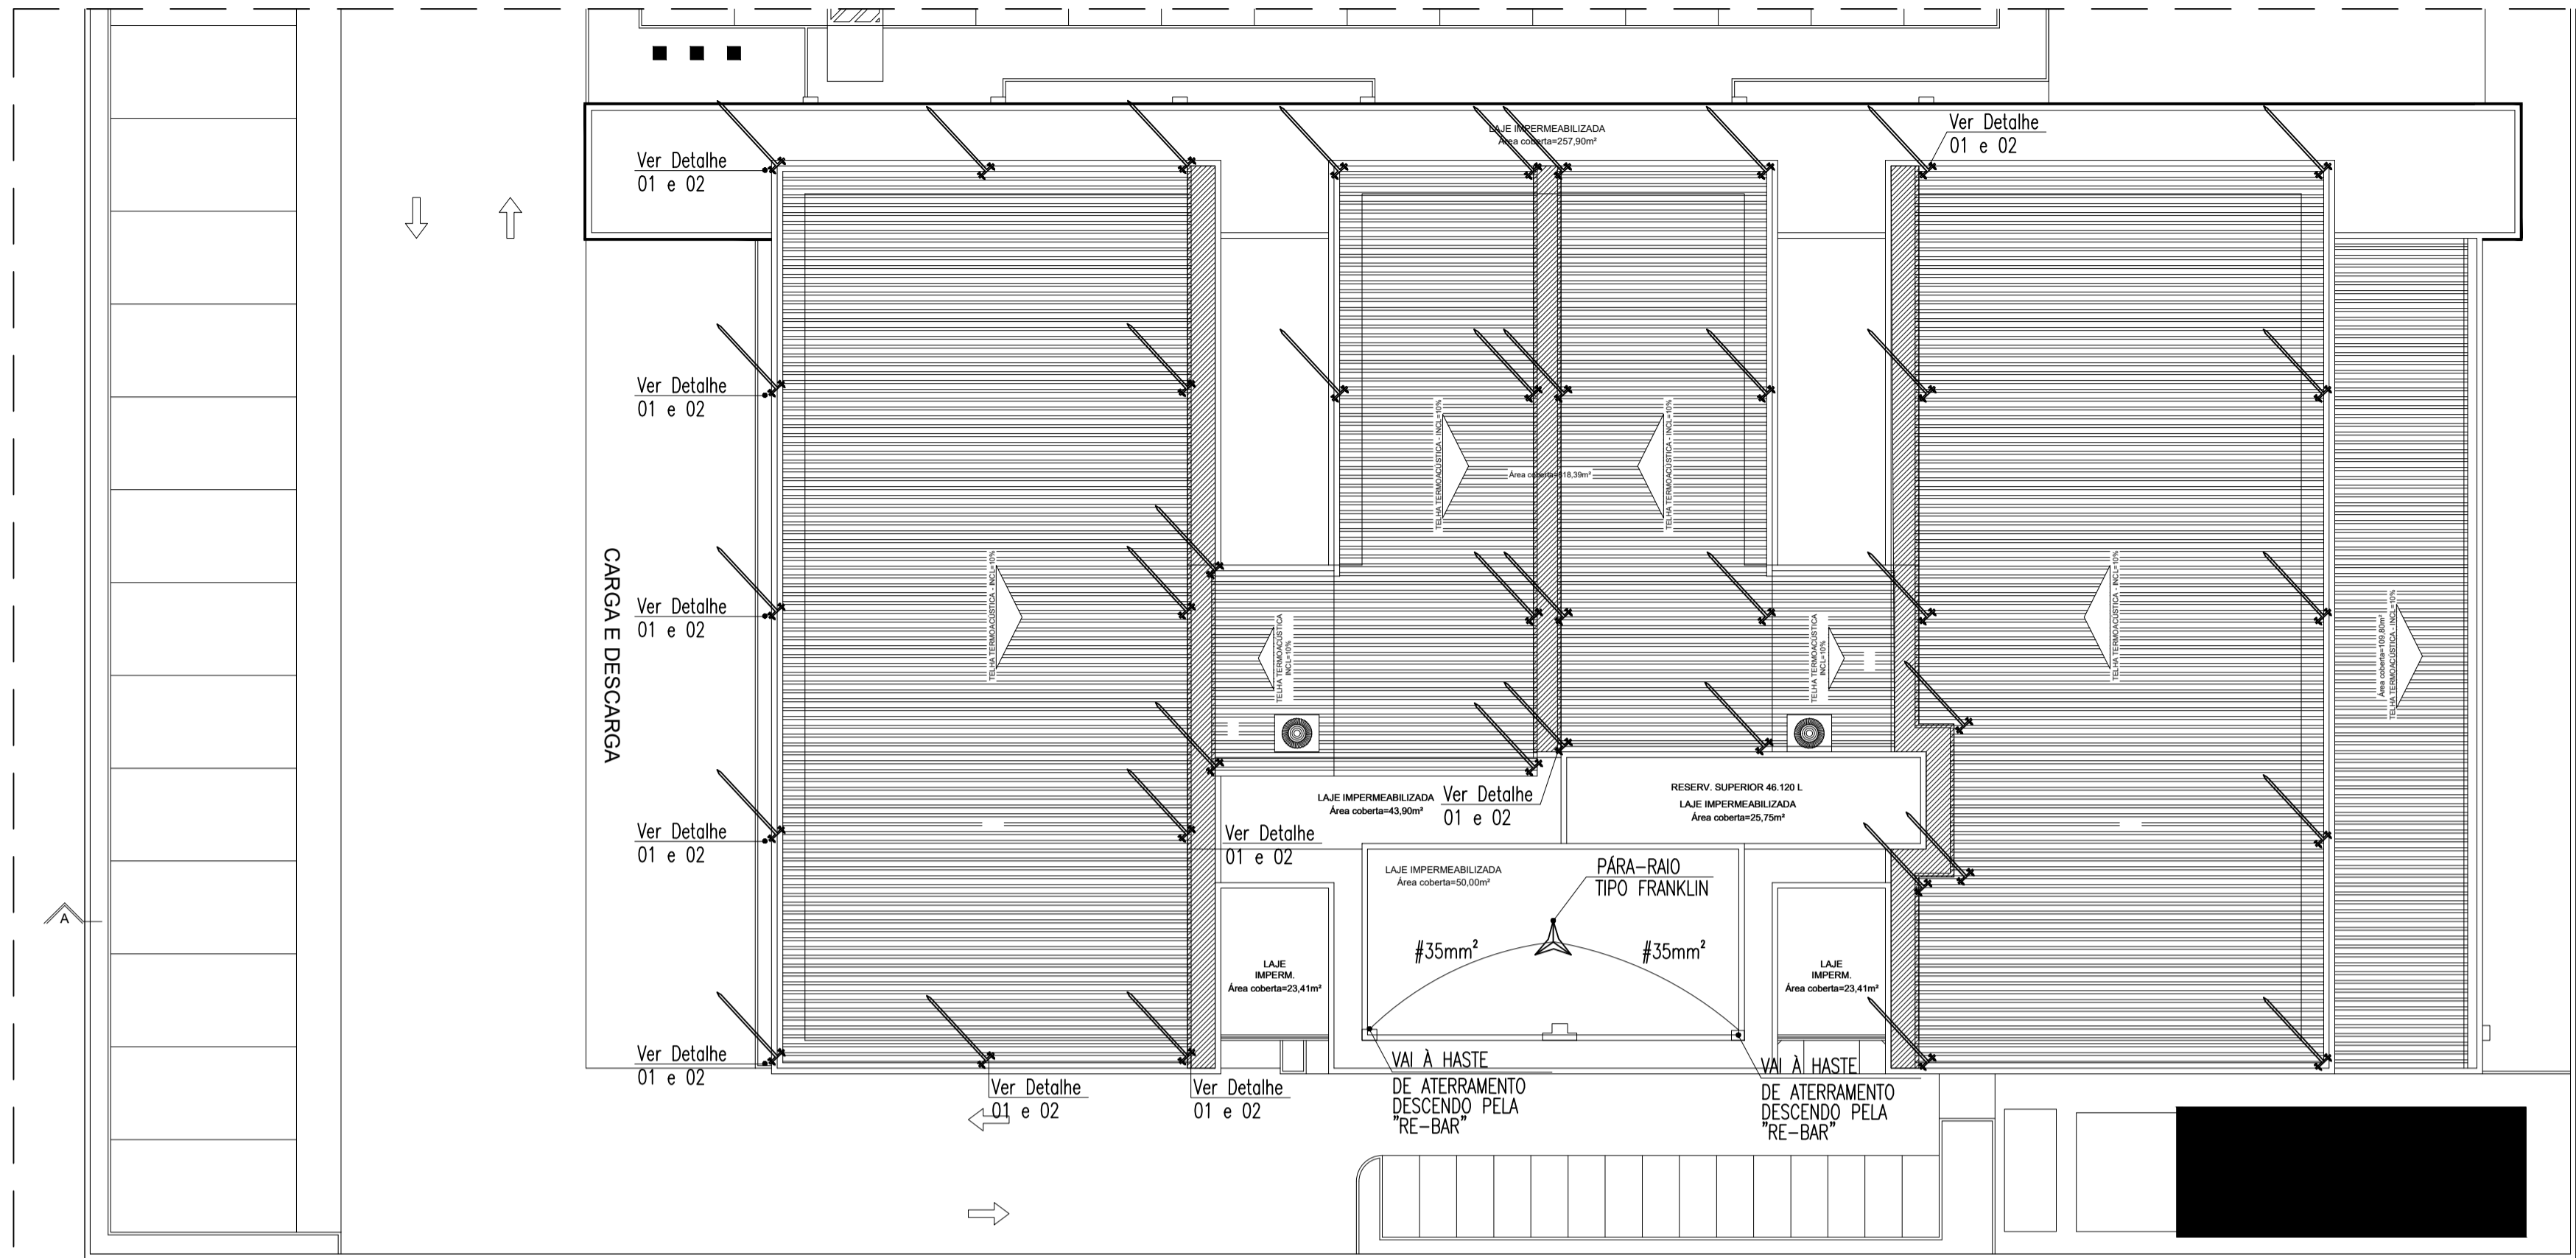 LAJE IMPERMEABILIZADA
Área coberta=257,90m²
Ver Detalhe
01 e 02
Ver Detalhe
01 e 02
Ver Detalhe
01 e 02
TELHA TERMOACÚSTICA - INCL=10%
TELHA TERMOACÚSTICA - INCL=10%
CARGA E DESCARGA
TELHA TERMOACÚSTICA - INCL=10%
TELHA TERMOACÚSTICA - INCL=10%
Ver Detalhe
01 e 02
TELHA TERMOACÚSTICA
INCL=10%
TELHA TERMOACÚSTICA
INCL=10%
Área coberta=109,80m²
TELHA TERMOACÚSTICA - INCL=10%
RESERV. SUPERIOR 46.120 L
LAJE IMPERMEABILIZADA
Área coberta=25,75m²
LAJE IMPERMEABILIZADA
Área coberta=43,90m²
Ver Detalhe
01 e 02
Ver Detalhe
01 e 02
Ver Detalhe
01 e 02
LAJE IMPERMEABILIZADA
Área coberta=50,00m²
PÁRA-RAIO
TIPO FRANKLIN
A
#35mm²
#35mm²
LAJE
IMPERM.
Área coberta=23,41m²
LAJE
IMPERM.
Área coberta=23,41m²
Ver Detalhe
01 e 02
Ver Detalhe
01 e 02
Ver Detalhe
01 e 02
VAI À HASTE
DE ATERRAMENTO
DESCENDO PELA
"RE-BAR"
VAI À HASTE
DE ATERRAMENTO
DESCENDO PELA
"RE-BAR"